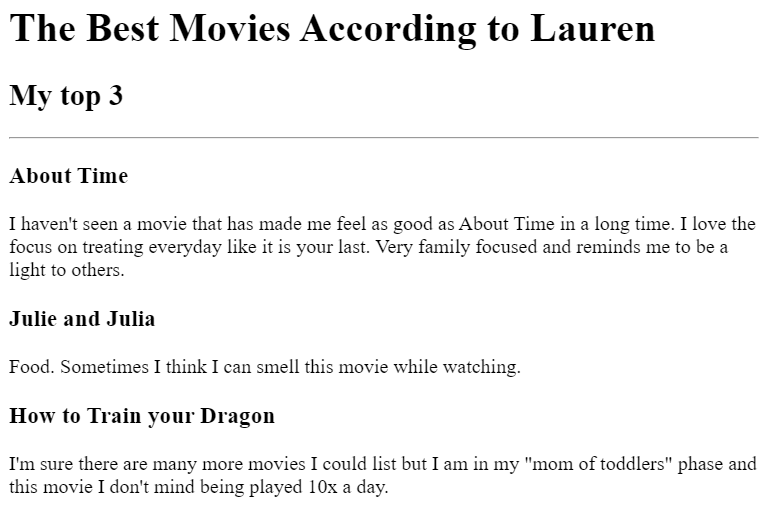 The Best Movies According to Lauren
My top 3
About Time
I haven't seen a movie that has made me feel as good as About Time in a long time. I love the
focus on treating everyday like it is your last. Very family focused and reminds me to be a
light to others.
Julie and Julia
Food. Sometimes I think I can smell this movie while watching.
How to Train your Dragon
I'm sure there are many more movies I could list but I am in my "mom of toddlers" phase and
this movie I don't mind being played 10x a day.